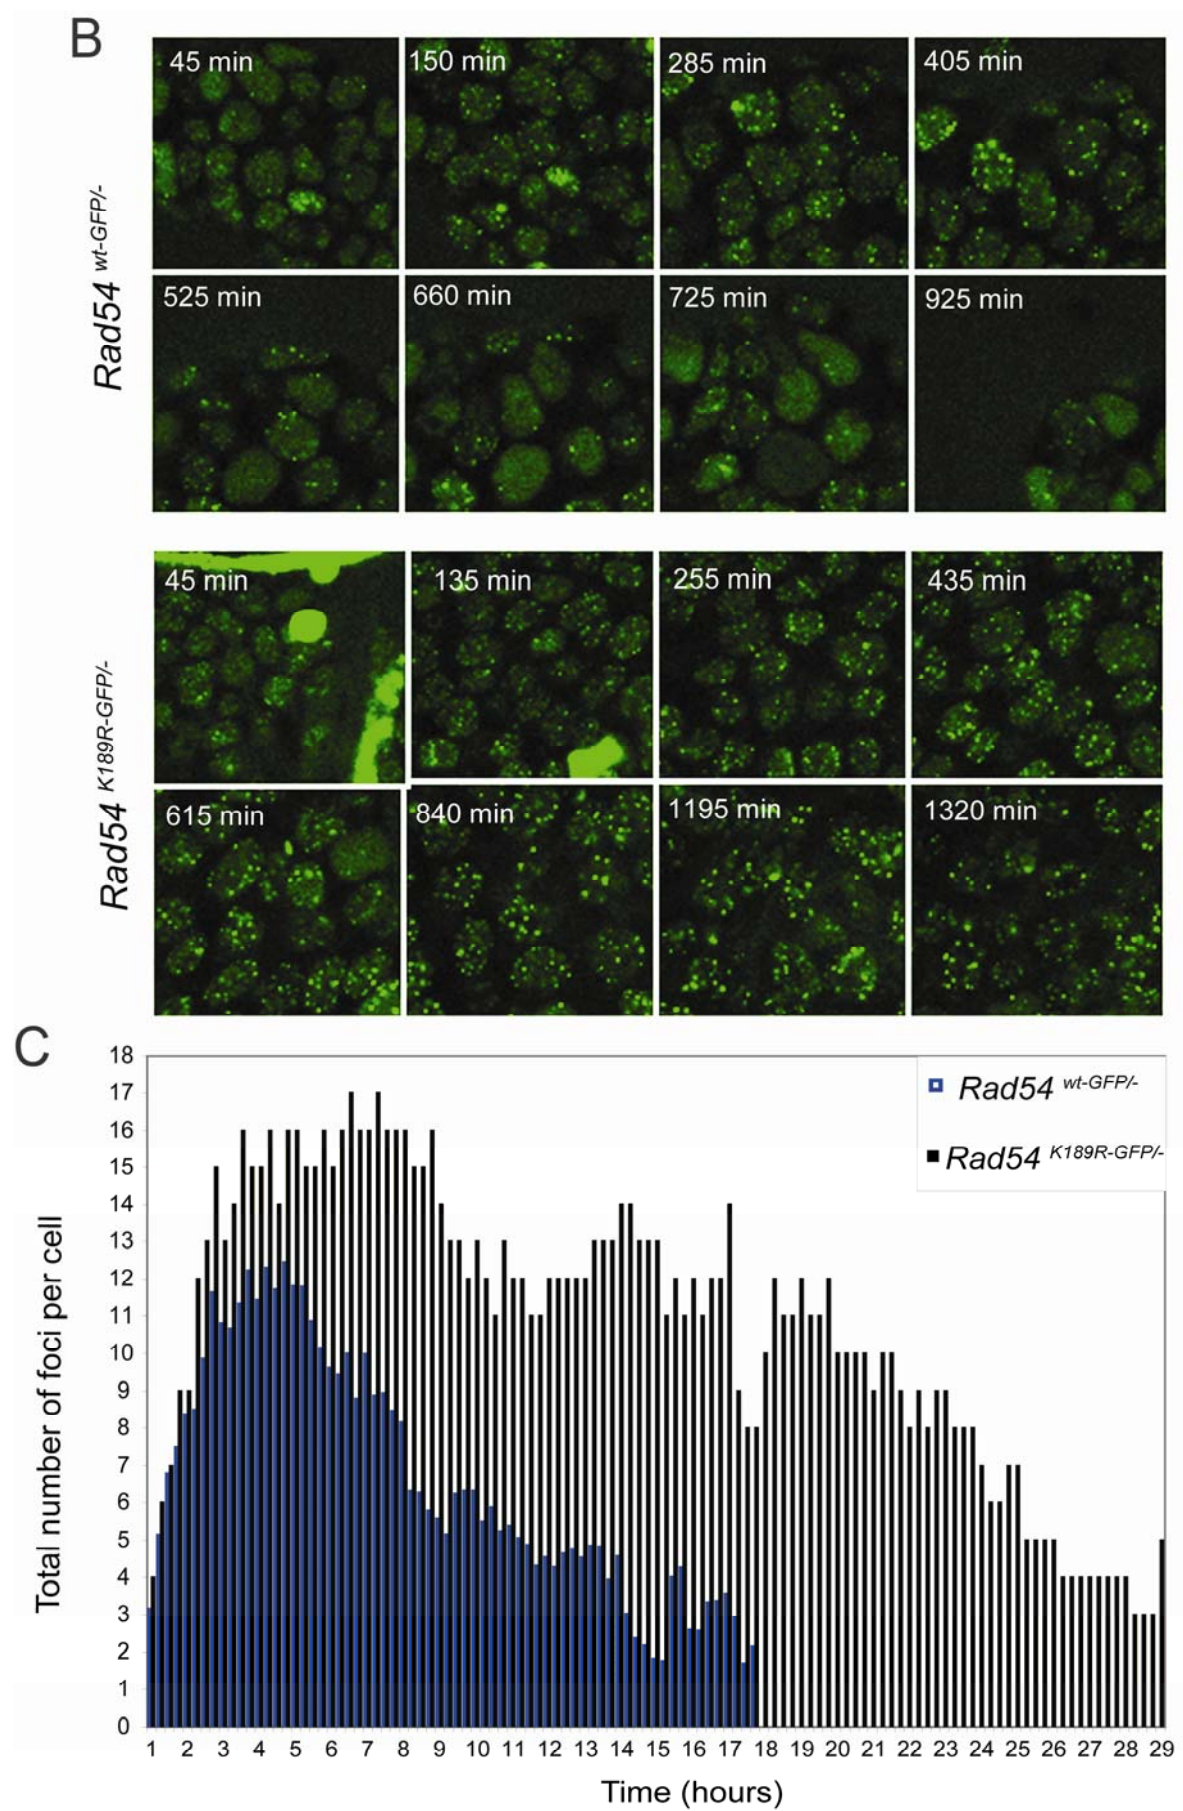 B
Rad54 wt-GFP/-
45 min
150 min
285 min
405 min
525 min
660 min
725 min
925 min
Rad54 K189R-GFP/-
45 min
135 min
255 min
435 min
615 min
840 min
1195 min
1320 min
C
Total number of foci per cell
18
17
16
15
14
13
12
11
10
9
8
7
6
5
4
3
2
1
0
Rad54 wt-GFP/-
Rad54 K189R-GFP/-
1 2 3 4 5 6 7 8 9 10 11 12 13 14 15 16 17 18 19 20 21 22 23 24 25 26 27 28 29
Time (hours)